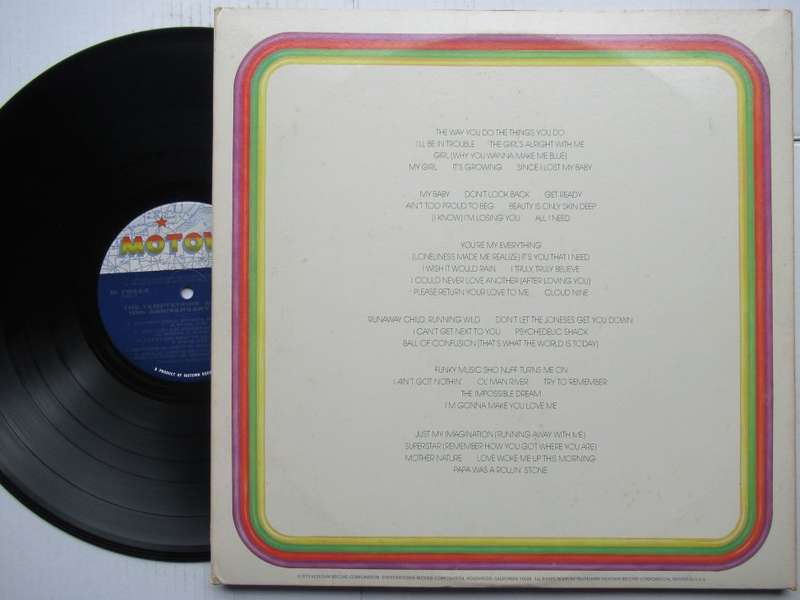 MOTOW
THE TEMPTATIONS
10th ANNIVERSARY
A PRODUCT OF MOTOWN RECO
THE WAY YOU DO THE THINGS YOU DO
I'LL BE IN TROUBLE THE GIRL'S ALRIGHT WITH ME
GIRL (WHY YOU WANNA MAKE ME BLUE)
MY GIRL IT'S GROWING SINCE I LOST MY BABY
MY BABY DON'T LOOK BACK GET READY
AIN'T TOO PROUD TO BEG BEAUTY IS ONLY SKIN DEEP
(I KNOW) I'M LOSING YOU ALL I NEED
YOU'RE MY EVERYTHING
(LONELINESS MADE ME REALIZE) IT'S YOU THAT I NEED
I WISH IT WOULD RAIN I TRULY, TRULY BELIEVE
I COULD NEVER LOVE ANOTHER (AFTER LOVING YOU)
PLEASE RETURN YOUR LOVE TO ME CLOUD NINE
RUNAWAY CHILD, RUNNING WILD DON'T LET THE JONESES GET YOU DOWN
I CAN'T GET NEXT TO YOU PSYCHEDELIC SHACK
BALL OF CONFUSION (THAT'S WHAT THE WORLD IS TODAY)
FUNKY MUSIC SHO NUFF TURNS ME ON
I AIN'T GOT NOTHIN' OL' MAN RIVER TRY TO REMEMBER
THE IMPOSSIBLE DREAM
I'M GONNA MAKE YOU LOVE ME
JUST MY IMAGINATION (RUNNING AWAY WITH ME)
SUPERSTAR (REMEMBER HOW YOU GOT WHERE YOU ARE)
MOTHER NATURE LOVE WOKE ME UP THIS MORNING
PAPA WAS A ROLLIN' STONE